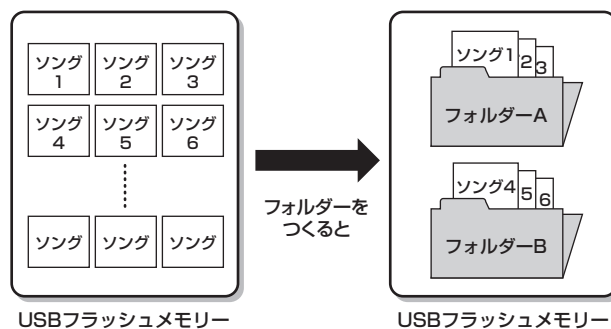 ソング1
ソング2
ソング3
ソング4
ソング5
ソング6
ソング
ソング
ソング
USBフラッシュメモリー
フォルダーを
つくると
ソング1
2
3
フォルダーA
ソング4
5
6
フォルダーB
USBフラッシュメモリー